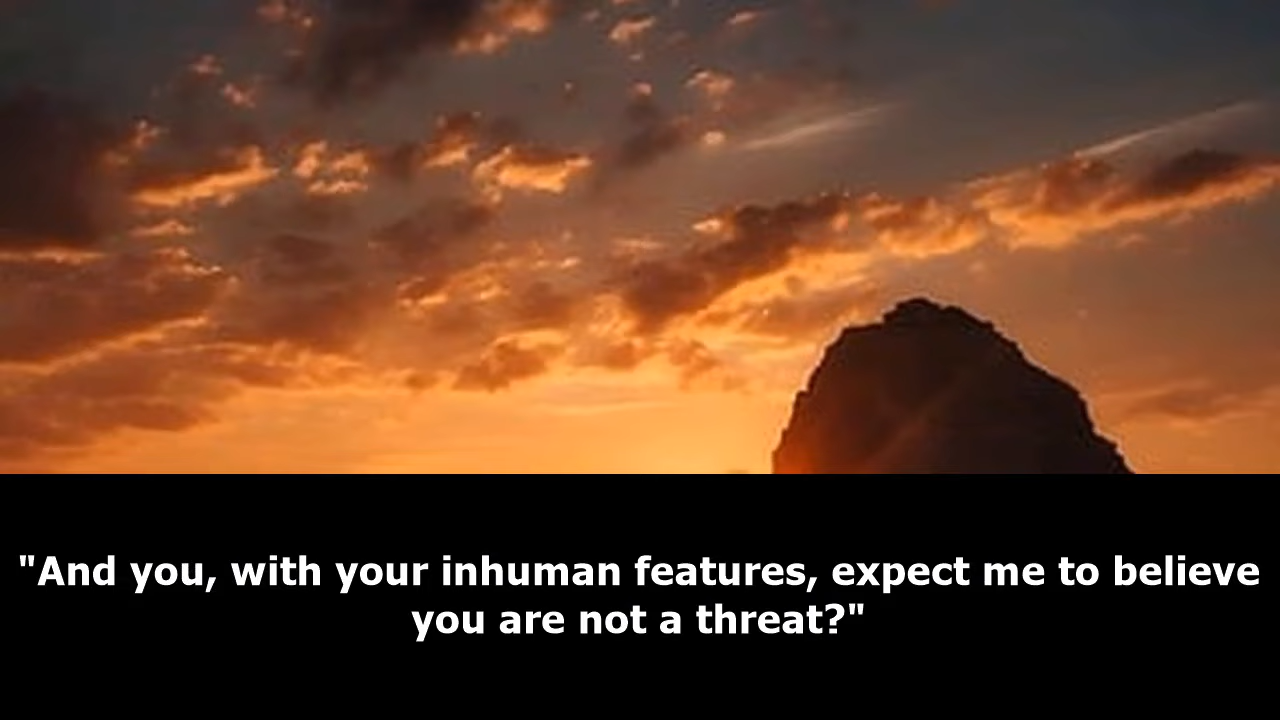 "And you, with your inhuman features, expect me to believe
you are not a threat?"